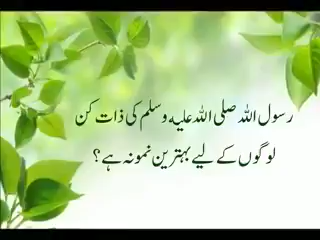 رسول اللہ صلی اللہ علیہ وسلم کی ذات کن
لوگوں کے لیے بہترین نمونہ ہے؟